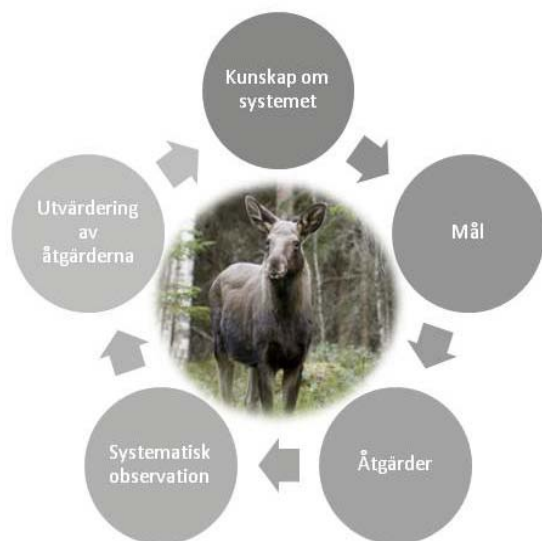 Kunskap om
systemet
Mål
Åtgärder
Systematisk
observation
Utvärdering
av
åtgärderna